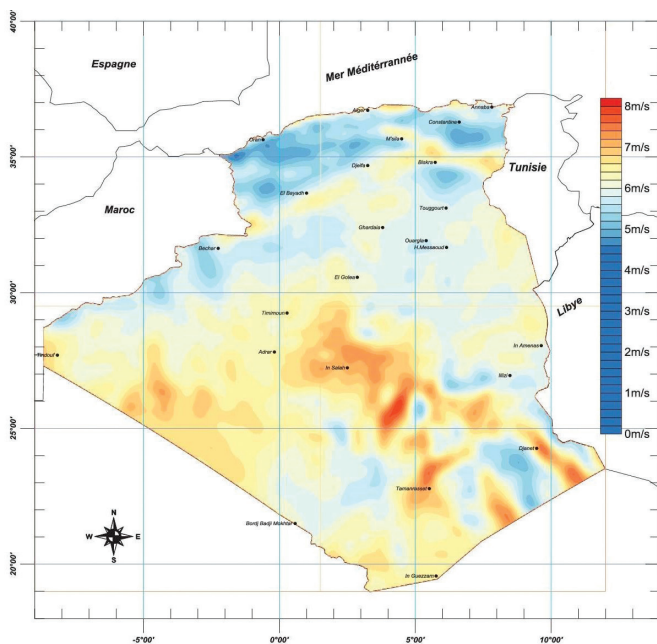 40°00'
35°00'
30°00'
25°00'
20°00'
-5°00'
0°00'
5°00'
10°00'
Espagne
Mer Méditérrannée
Maroc
Tunisie
Libye
Alger
Annaba
Constantine
Oran
M'sila
Djelfa
Biskra
El Bayadh
Touggourt
Ghardaia
Ouargla
H.Messaoud
Bechar
El Golea
Timimoun
In Amenas
Tindouf
Adrar
In Salah
Illizi
Djanet
Tamanrasset
Bordj Badji Mokhtar
In Guezzam
N
W E
S
8m/s
7m/s
6m/s
5m/s
4m/s
3m/s
2m/s
1m/s
0m/s